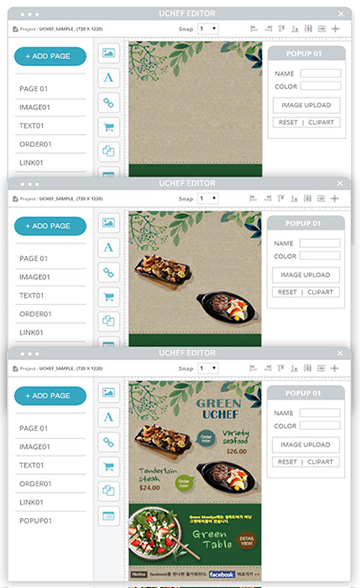 UCHEF EDITOR
Project : UCHEF_SAMPLE_ (720 X 1220)
Snap 1
+ ADD PAGE
PAGE 01
IMAGE01
TEXT01
ORDER01
LINK01
A
POPUP 01
NAME
COLOR
IMAGE UPLOAD
RESET | CLIPART
UCHEF EDITOR
Project : UCHEF_SAMPLE_ (720 X 1220)
Snap 1
+ ADD PAGE
PAGE 01
IMAGE01
TEXT01
ORDER01
LINK01
A
POPUP 01
NAME
COLOR
IMAGE UPLOAD
RESET | CLIPART
UCHEF EDITOR
Project : UCHEF_SAMPLE_ (720 X 1220)
Snap 1
+ ADD PAGE
PAGE 01
IMAGE01
TEXT01
ORDER01
LINK01
POPUP01
A
GREEN
UCHEF
Order now
Variety
seafood
$26.00
Tenderloin
steak
$24.00
Order now
Green
Table
DETAIL
VIEW
Notice
facebook
POPUP 01
NAME
COLOR
IMAGE UPLOAD
RESET | CLIPART